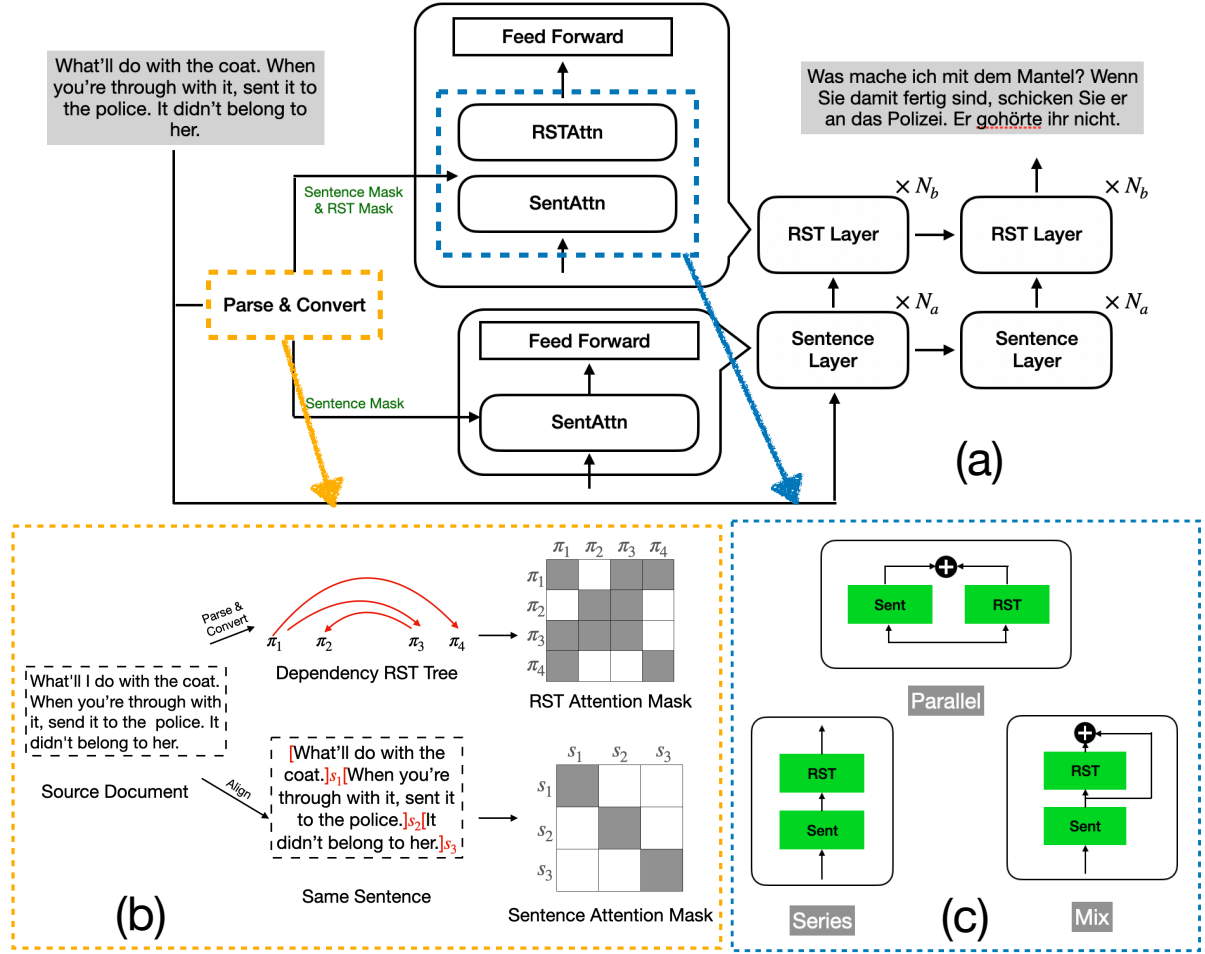 What'll do with the coat. When
you're through with it, sent it to
the police. It didn't belong to
her.
Feed Forward
RSTAttn
SentAttn
Sentence Mask
& RST Mask
Parse & Convert
Sentence Mask
Feed Forward
SentAttn
Was mache ich mit dem Mantel? Wenn
Sie damit fertig sind, schicken Sie er
an das Polizei. Er gohörte ihr nicht.
× N_b
× N_b
RST Layer
RST Layer
× N_a
× N_a
Sentence
Layer
Sentence
Layer
(a)
Parse &
Convert
π1 π2 π3 π4
Dependency RST Tree
π1 π2 π3 π4
π1
π2
π3
π4
RST Attention Mask
What'll I do with the coat.
When you're through with
it, send it to the police. It
didn't belong to her.
Source Document
Align
[What'll do with the
coat.]s1[When you're
through with it, sent it
to the police.]s2[It
didn't belong to her.]s3
Same Sentence
s1 s2 s3
s1
s2
s3
Sentence Attention Mask
(b)
Sent
RST
Parallel
RST
Sent
Series
RST
Sent
Mix
(c)